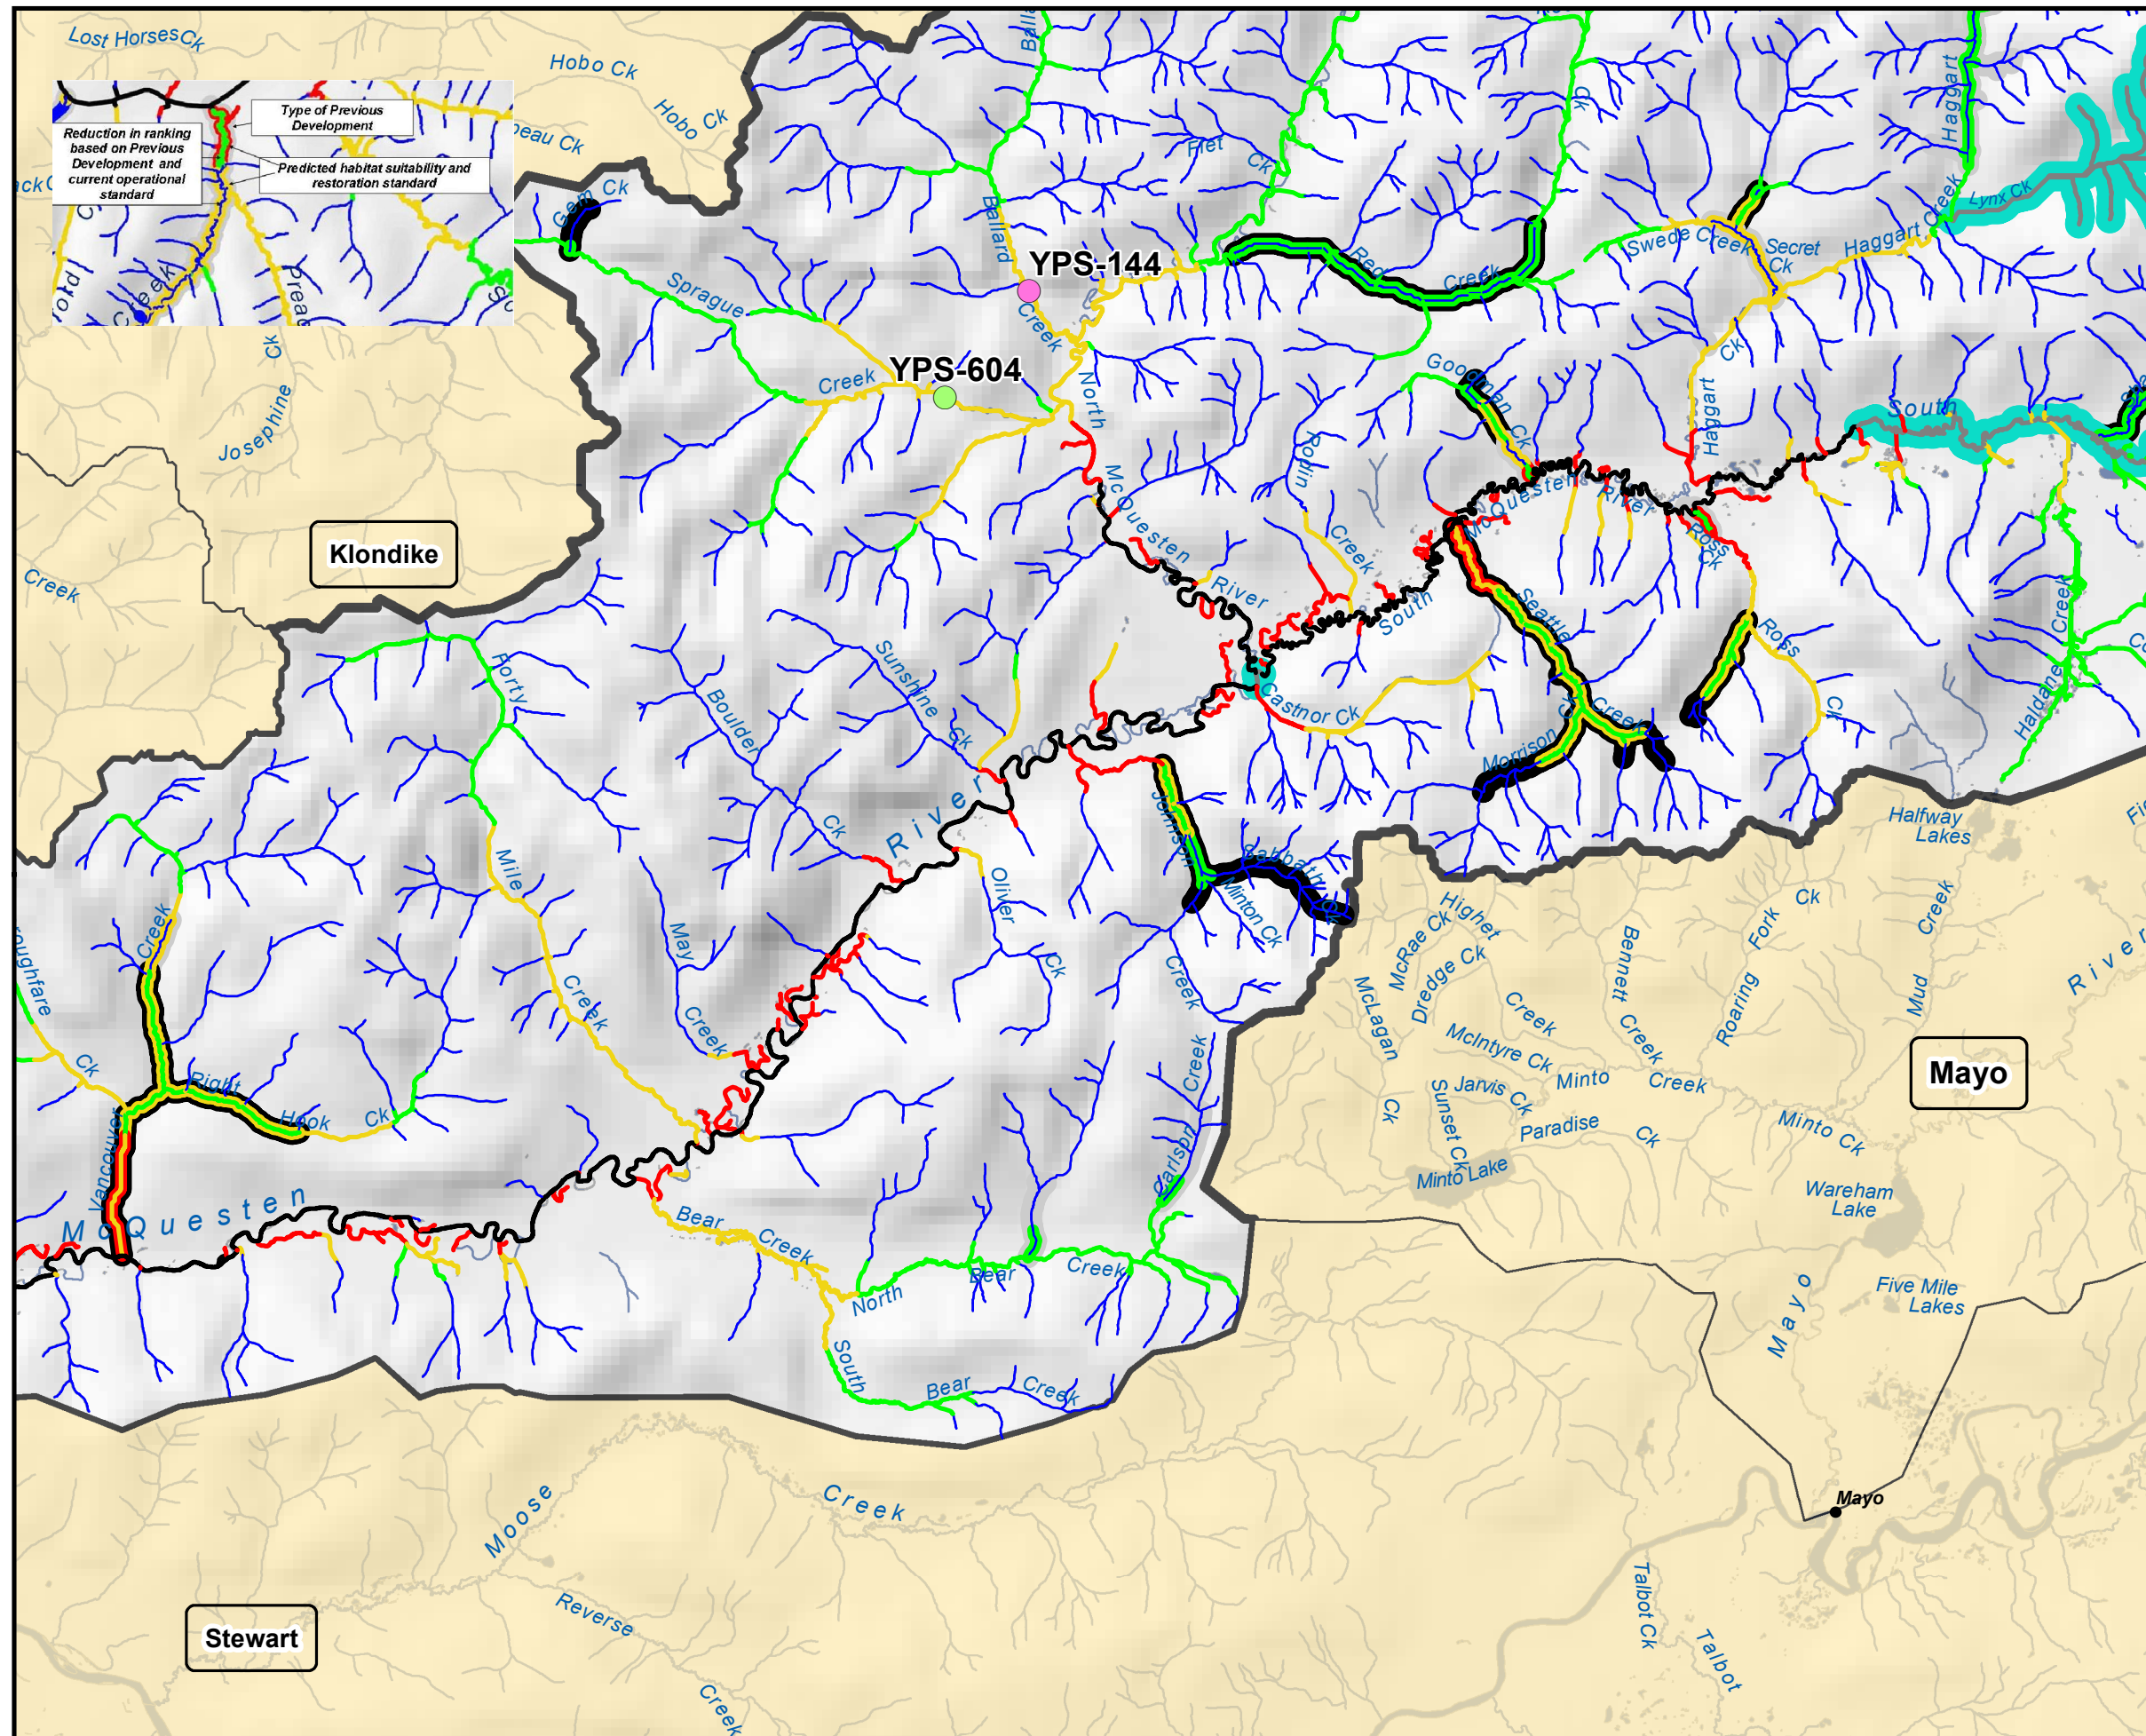 Lost Horses Ck
Hobo Ck
Hobo Ck
Ck
Haggart
Type of Previous
Development
Reduction in ranking
based on Previous
Development and
current operational
standard
Predicted habitat suitability and
restoration standard
Creek
Gem Ck
Ballard
Creek
Ck
Lynx Ck
Haggart Creek
Swede Creek
Secret
Ck
YPS-144
Red
Creek
Sprague
Creek
YPS-604
North
McQuesten
River
Goodman
Ck
Ck
Haggart
South
Ck
Josephine
Creek
Klondike
Creek
South
McQuesten
River
Ross
Ck
Seattle
Creek
Ross
Ck
Creek
Haldane
Forty
Mile
Creek
Boulder
Ck
Sunshine
Ck
River
Castnor Ck
Morrison
Ck
Sabbath
Ck
Minton Ck
Creek
Halfway
Lakes
Oliver
Ck
May
Creek
Creek
Ck
Right
Hook
Ck
Vancouver
McQuesten
Carlson
Creek
Bear
Creek
North
Bear
Creek
South
Bear
Creek
Highet
Creek
McRae Ck
Dredge Ck
McLagan
Ck
McIntyre Ck
Bennett
Creek
Roaring
Fork
Ck
Mud
Creek
River
Jarvis Ck
Sunset Ck
Minto
Creek
Paradise
Ck
Minto Lake
Minto Ck
Mayo
Wareham
Lake
Five Mile
Lakes
Mayo
Mayo
Moose
Creek
Reverse
Creek
Stewart
Talbot Ck
Talbot